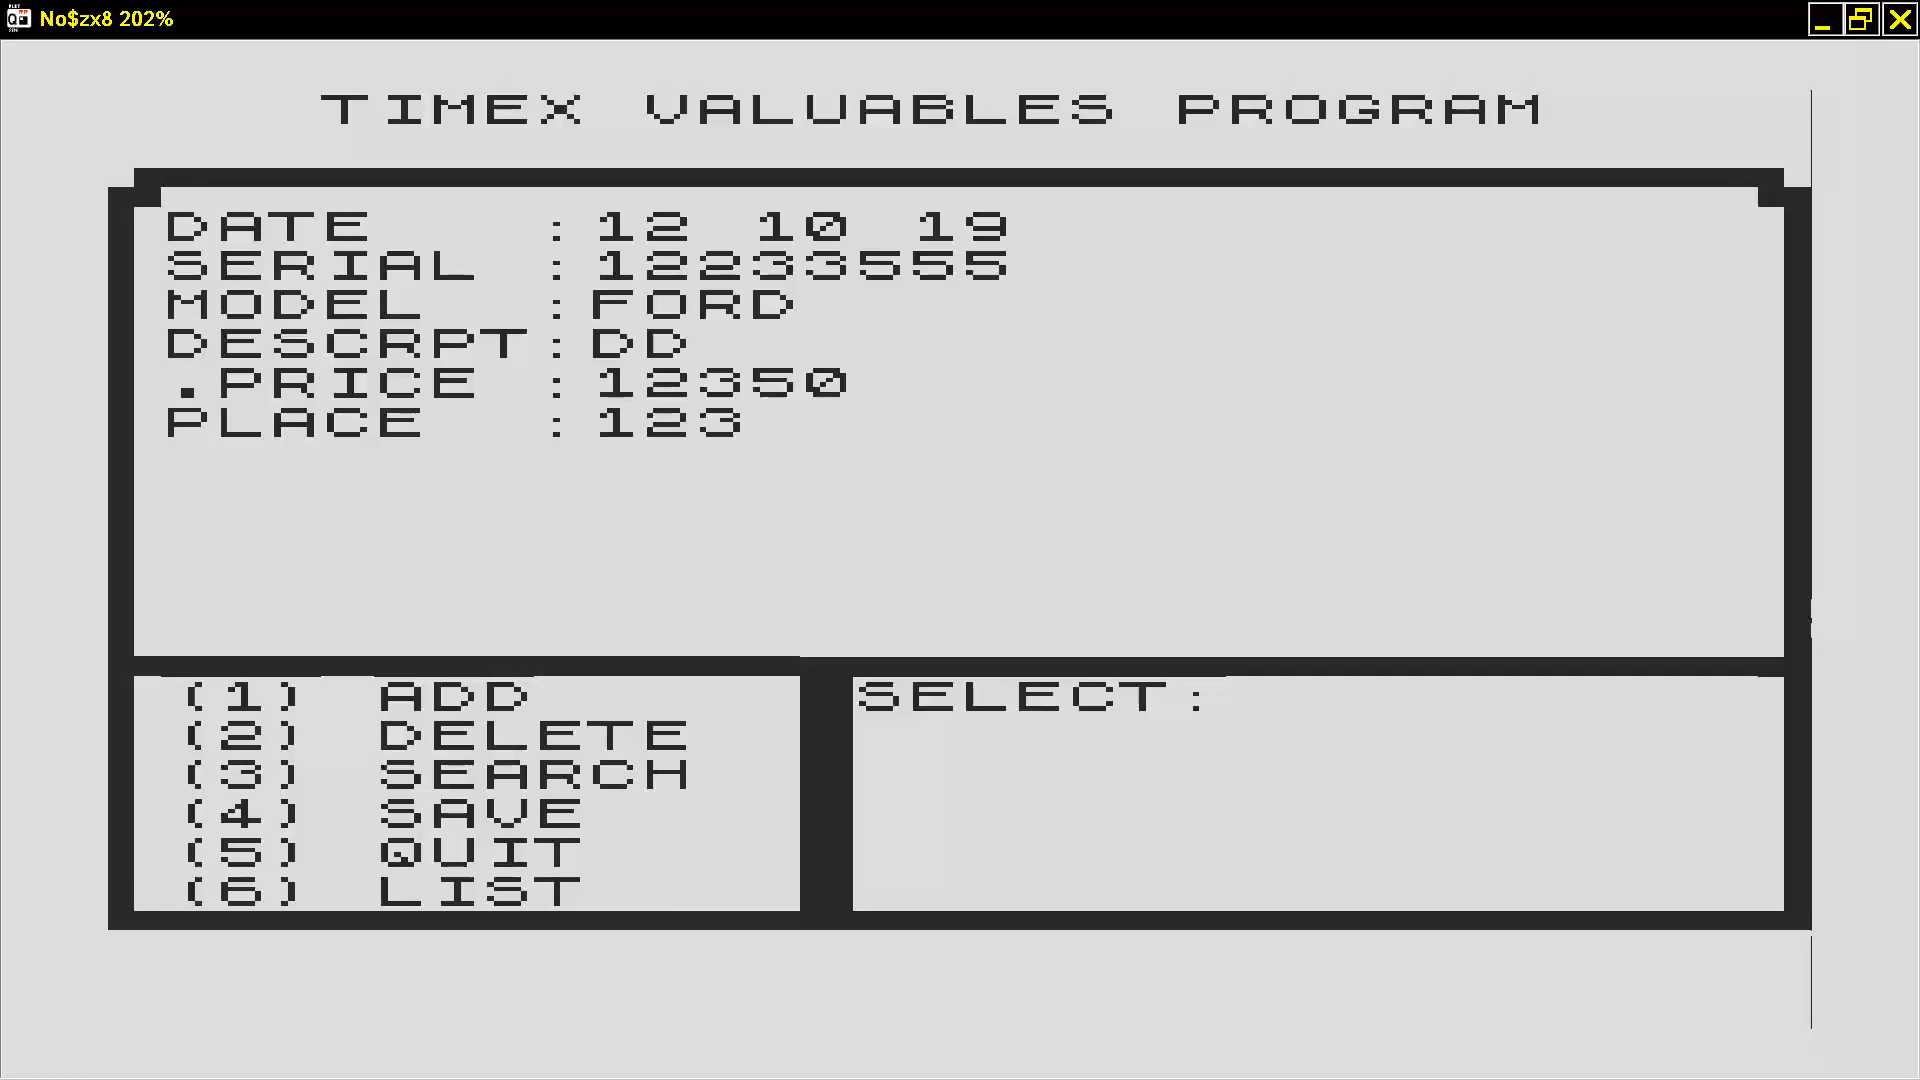 No$zx8 202%
TIMEX VALUABLES PROGRAM
DATE : 12 10 19
SERIAL : 12233555
MODEL : FORD
DESCRPT: DD
.PRICE : 12350
PLACE : 123
(1) ADD
(2) DELETE
(3) SEARCH
(4) SAVE
(5) QUIT
(6) LIST
SELECT: